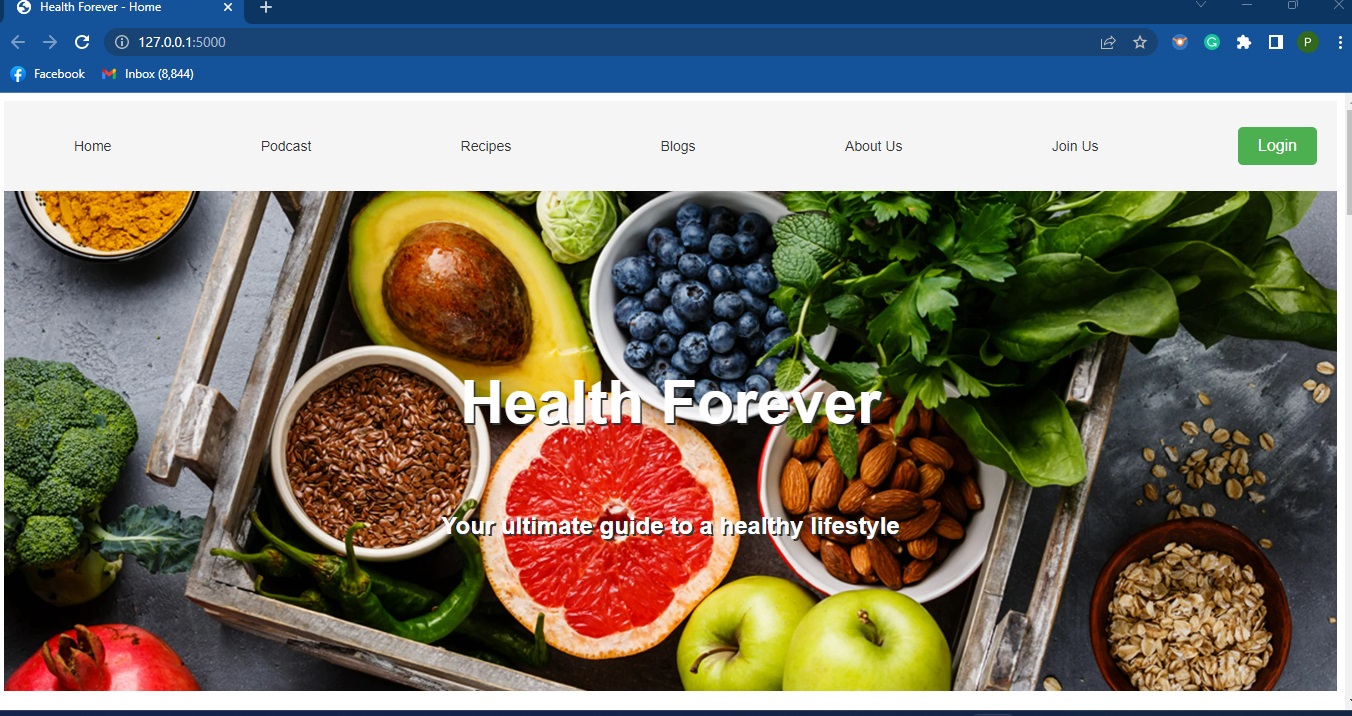 Health Forever - Home
127.0.0.1:5000
P
Facebook
Inbox (8,844)
Home
Podcast
Recipes
Blogs
About Us
Join Us
Login
Health Forever
Your ultimate guide to a healthy lifestyle